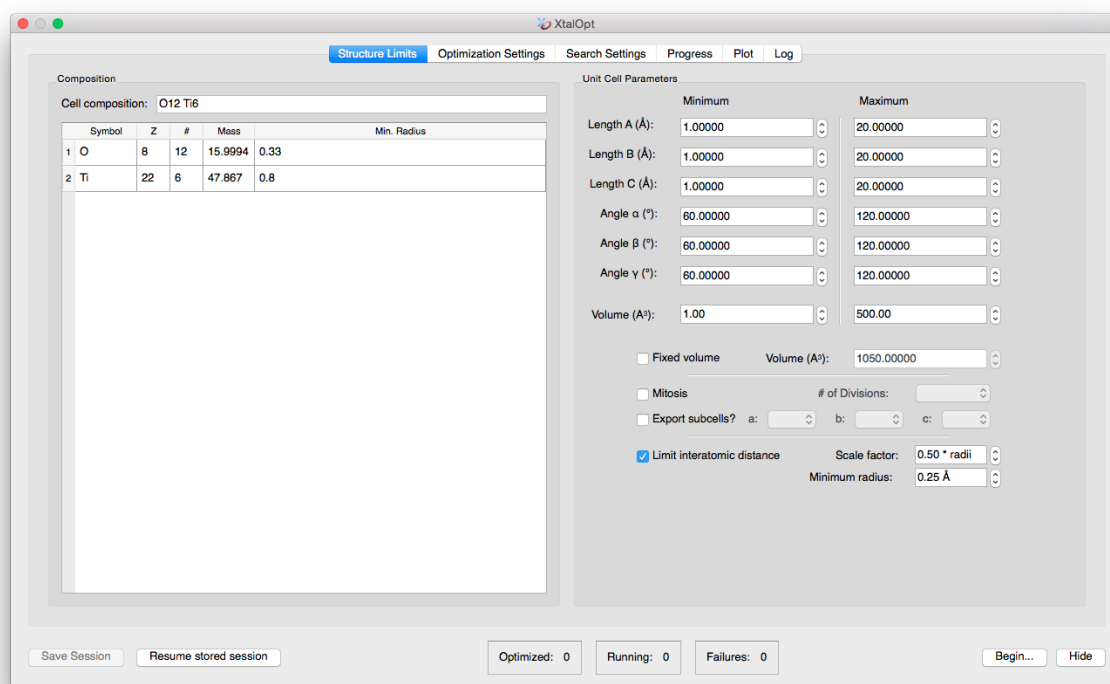 XtalOpt
Structure Limits Optimization Settings Search Settings Progress Plot Log
Composition
Cell composition: O12 Ti6
Symbol Z # Mass Min. Radius
1 O 8 12 15.9994 0.33
2 Ti 22 6 47.867 0.8
Unit Cell Parameters
Minimum Maximum
Length A (Å): 1.00000 20.00000
Length B (Å): 1.00000 20.00000
Length C (Å): 1.00000 20.00000
Angle α (°): 60.00000 120.00000
Angle β (°): 60.00000 120.00000
Angle γ (°): 60.00000 120.00000
Volume (A³): 1.00 500.00
Fixed volume Volume (A³): 1050.00000
Mitosis # of Divisions:
Export subcells? a: b: c:
Limit interatomic distance Scale factor: 0.50 * radii
Minimum radius: 0.25 Å
Save Session Resume stored session Optimized: 0 Running: 0 Failures: 0 Begin... Hide